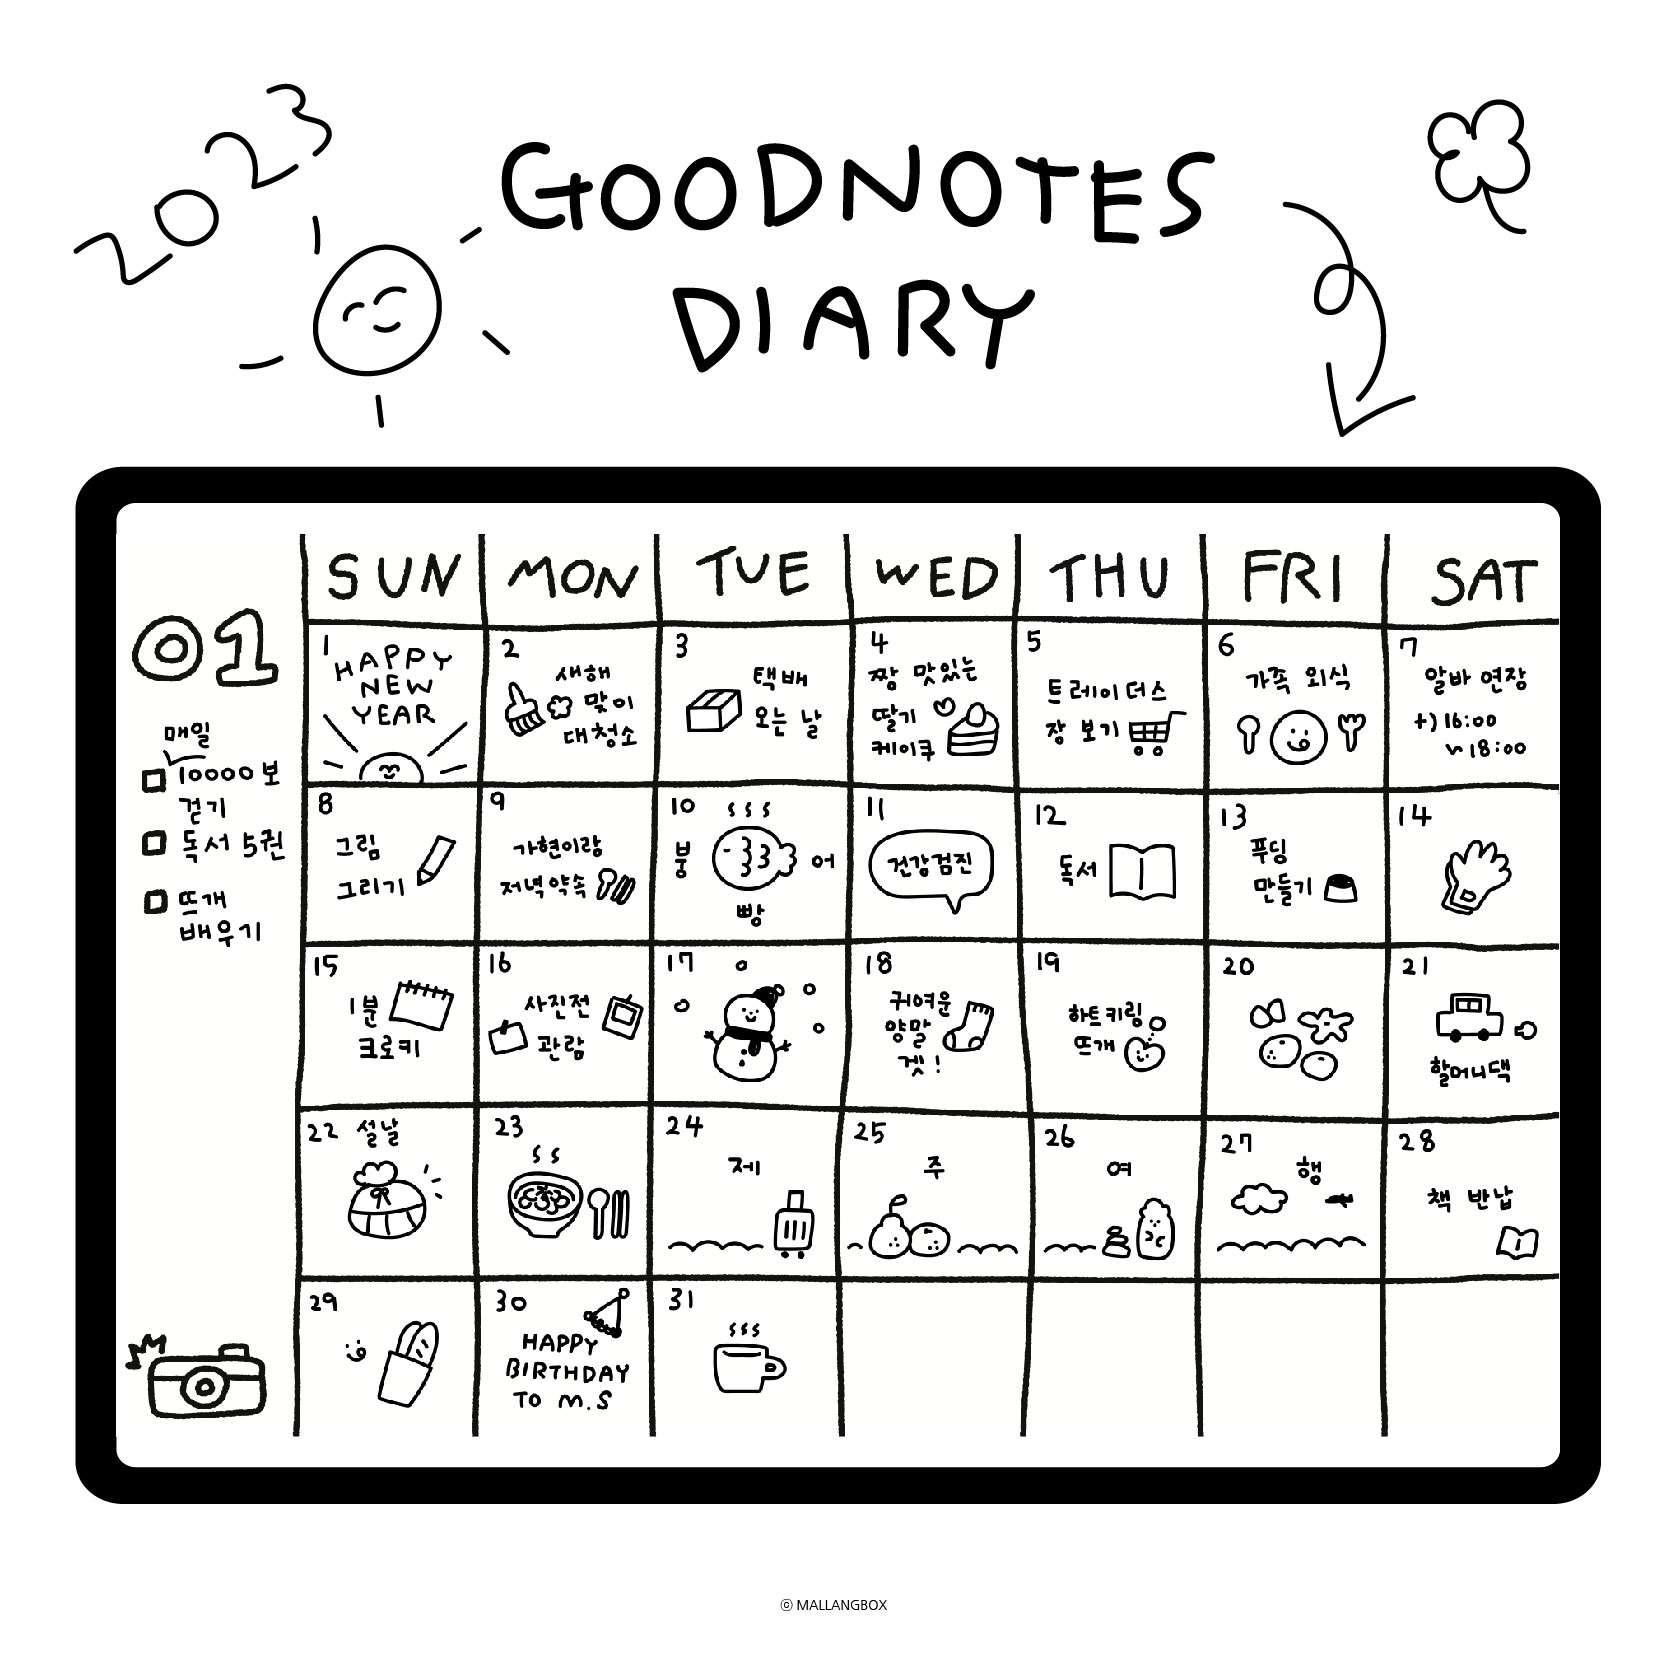 2023
GOODNOTES
DIARY
01
매일
10000보
걷기
독서 5권
뜨개
배우기
SUN MON TUE WED THU FRI SAT
1
HAPPY
NEW
YEAR
2
새해
맞이
대청소
3
택배
오는 날
4
짱 맛있는
딸기
케이쿠
5
트레이더스
장 보기
6
가족 외식
7
알바 연장
+) 16:00
~18:00
8
그림
그리기
9
가현이랑
저녁약속
10
붕
어
빵
11
건강검진
12
독서
13
푸딩
만들기
14
15
1분
크로키
16
사진전
관람
17
18
귀여운
양말
겟!
19
하트키링
뜨개
20
21
할머니댁
22 설날
23
24
제
25
주
26
여
27
행
28
책 반납
29
30
HAPPY
BIRTHDAY
TO M.S
31
ⓒ MALLANGBOX